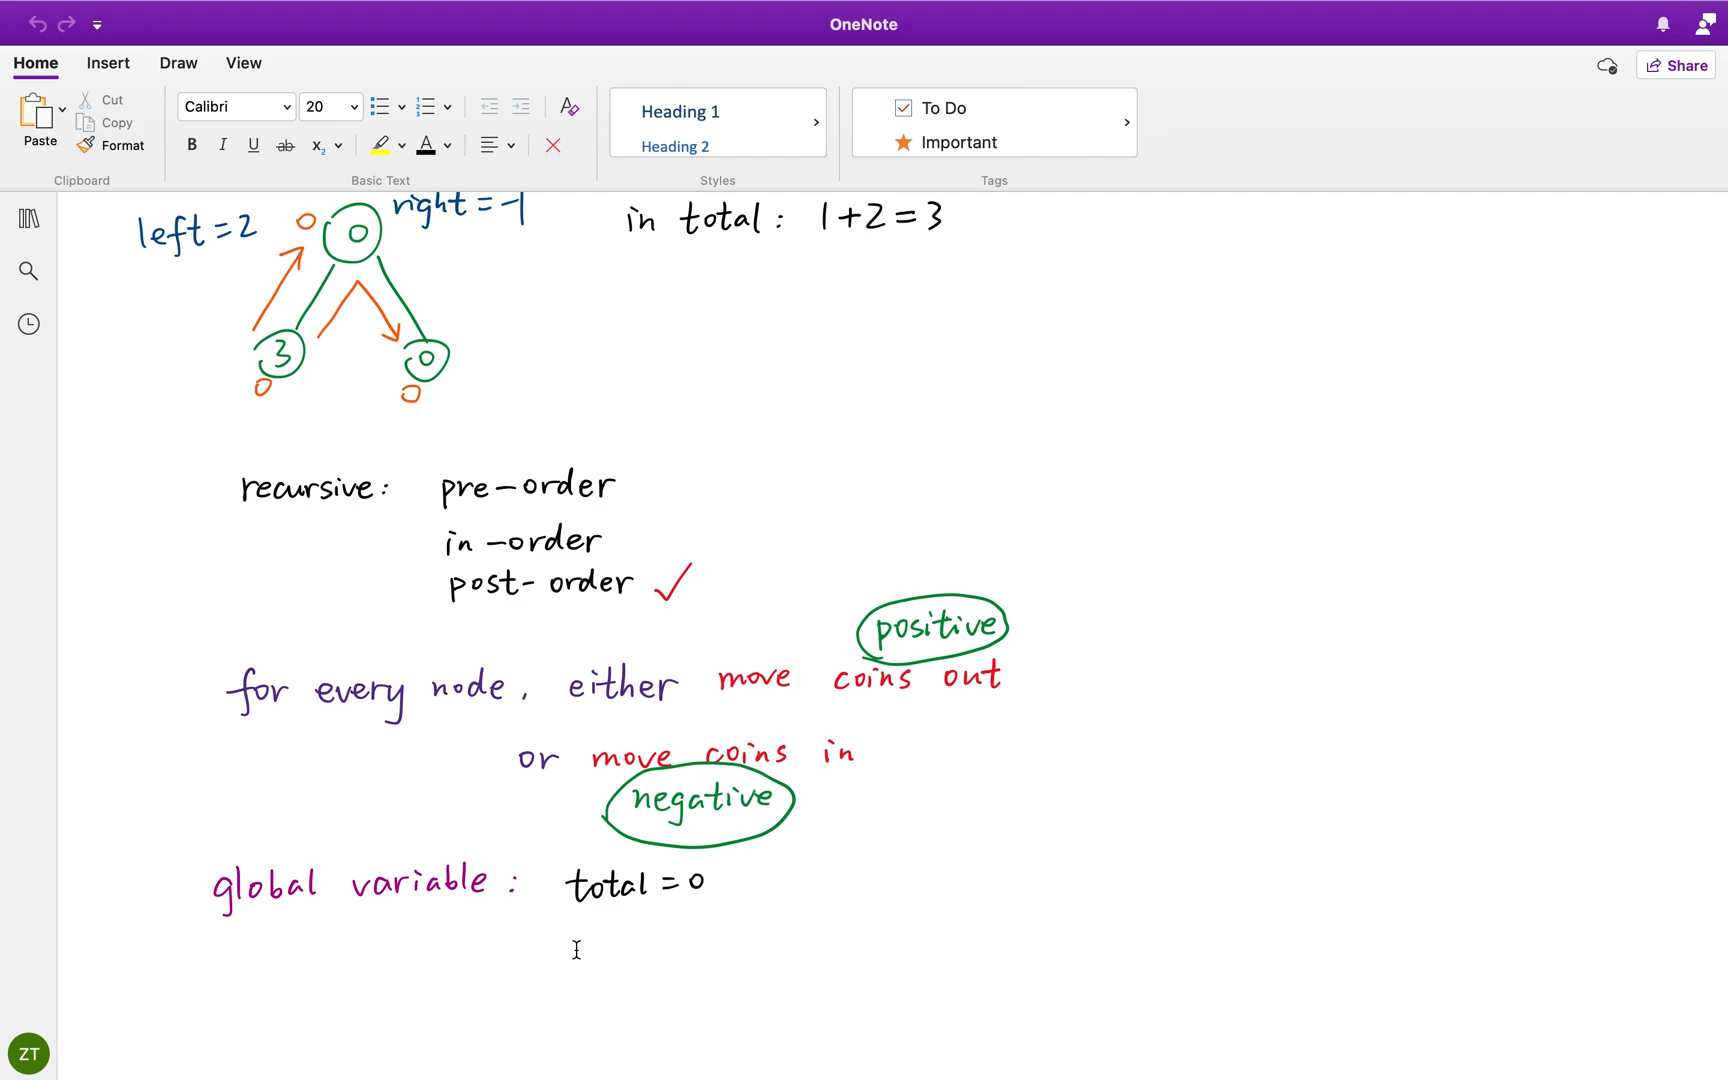 OneNote
Home Insert Draw View
Share
Paste
Cut
Copy
Format
Clipboard
Calibri 20
B I U ab x₂ A
Basic Text
Heading 1
Heading 2
Styles
To Do
Important
Tags
left = 2 0 0 right = -1
in total : 1+2=3
3 0
0 0
recursive: pre-order
in-order
post-order ✓
positive
for every node, either move coins out
or move coins in
negative
global variable : total = 0
ZT